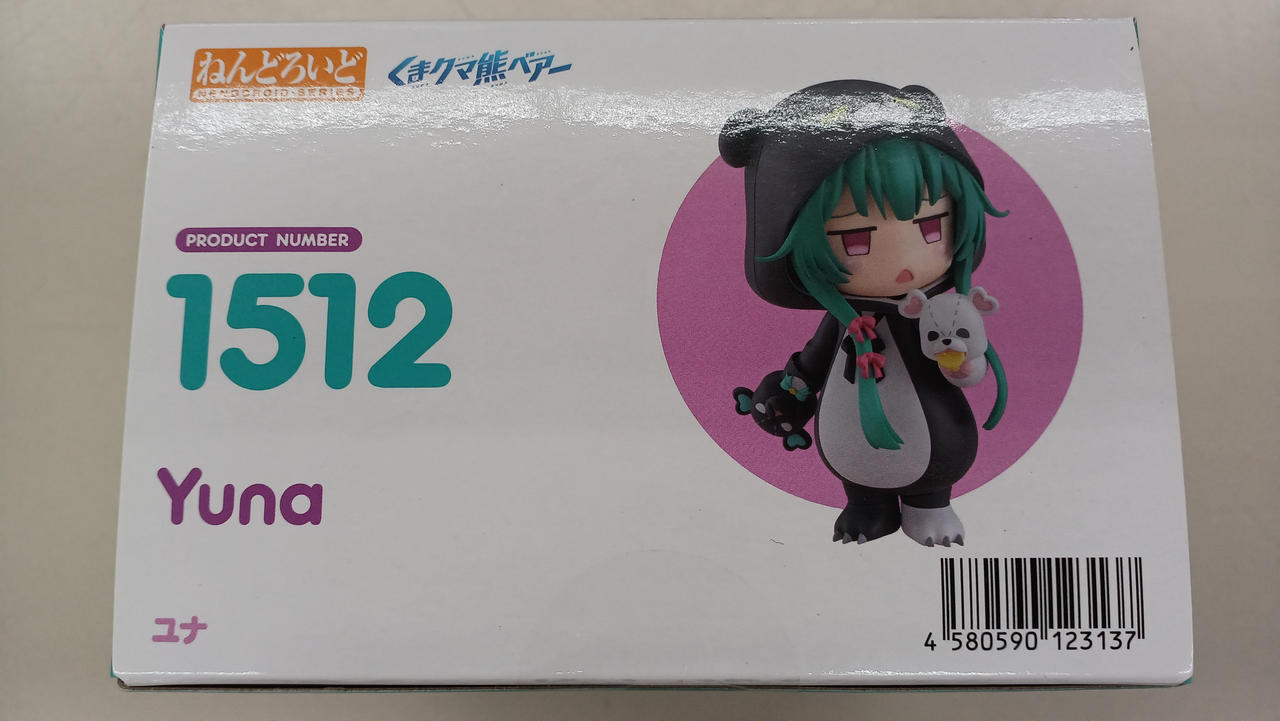 ねんどろいど
NENDOROID SERIES
くまクマ熊ベアー
PRODUCT NUMBER
1512
Yuna
ユナ
4 580590 123137